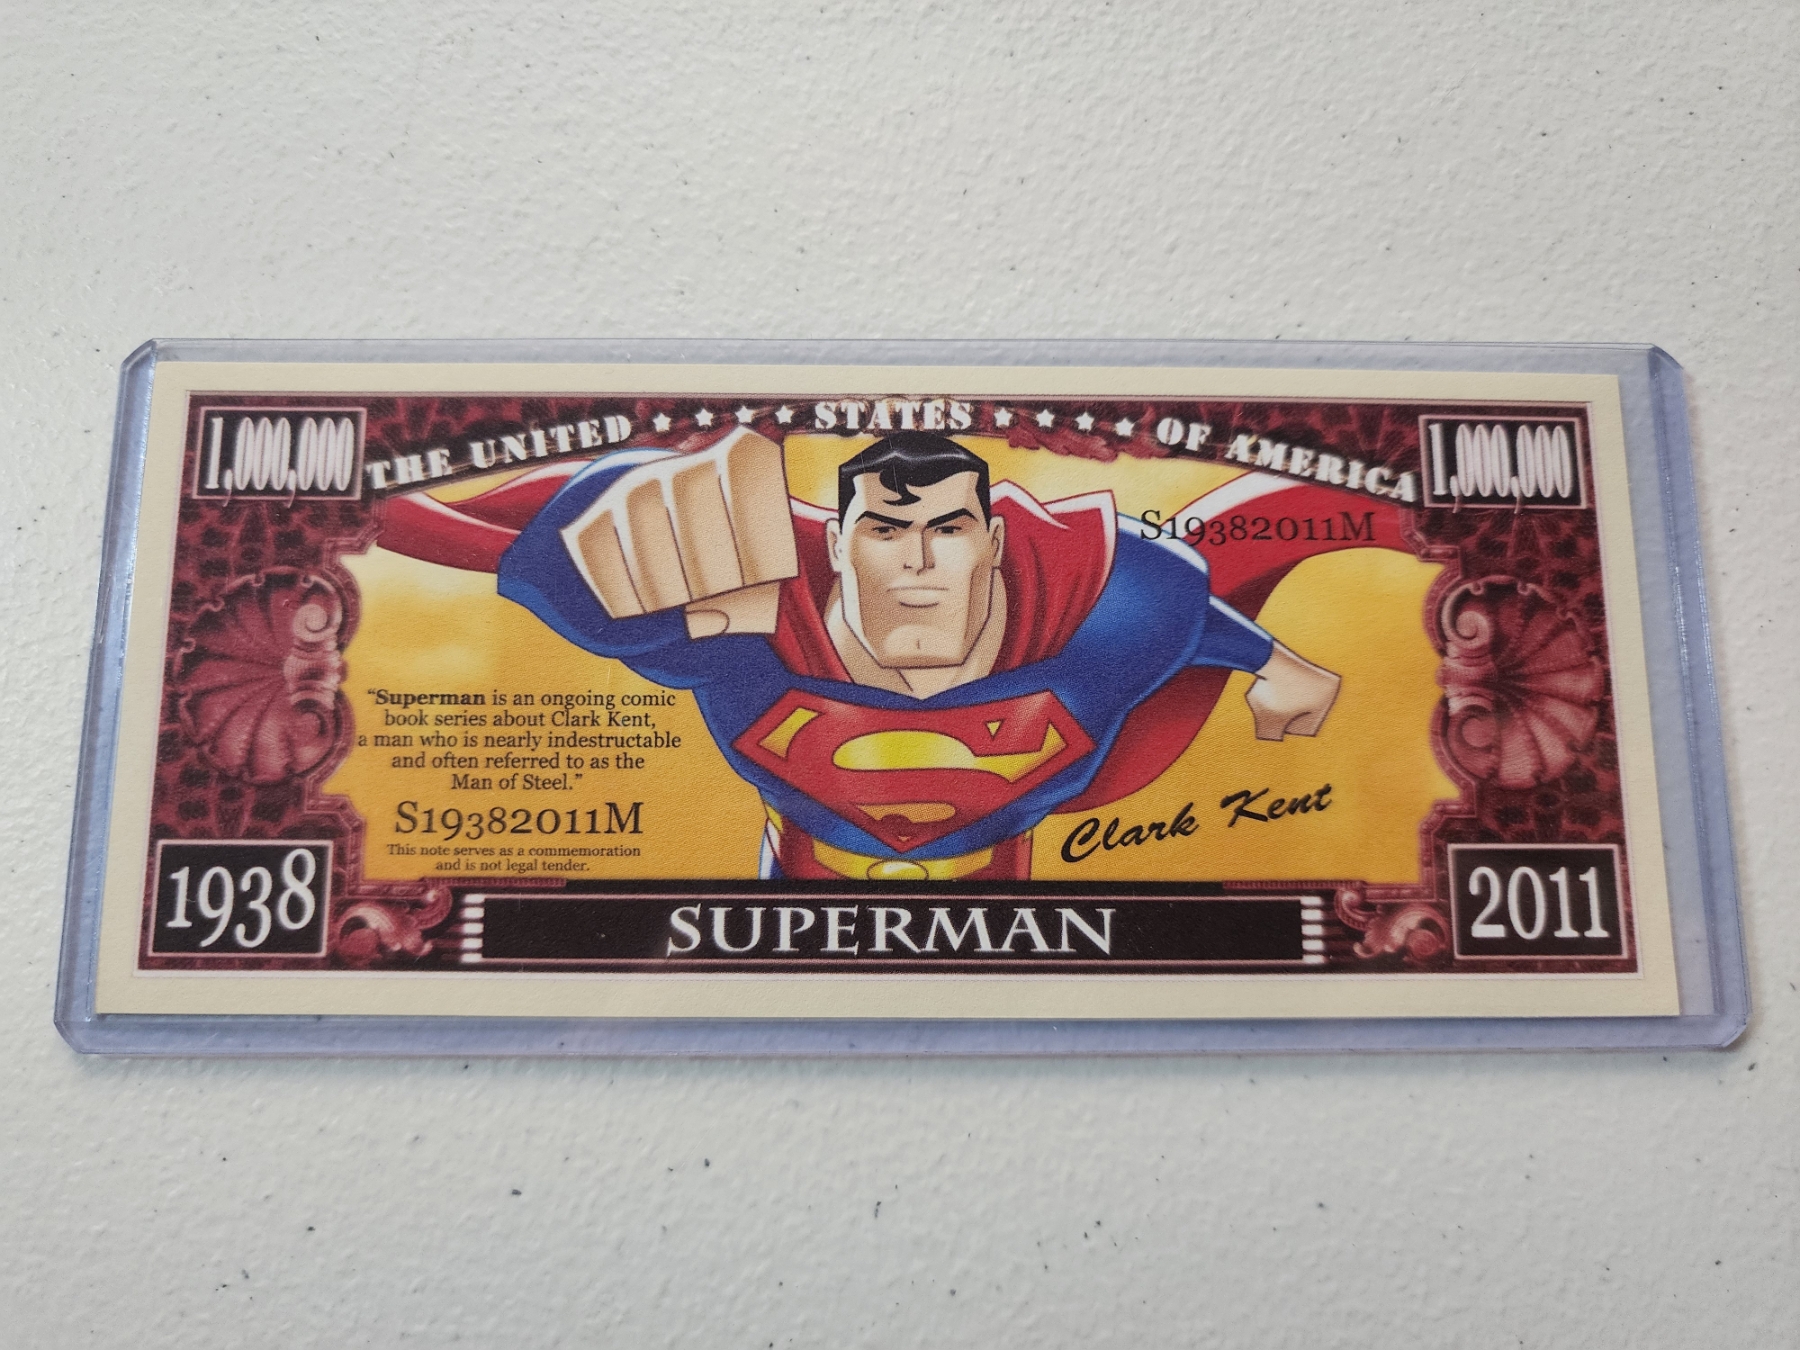 1,000,000
THE UNITED STATES OF AMERICA
1,000,000
S19382011M
"Superman is an ongoing comic
book series about Clark Kent,
a man who is nearly indestructable
and often referred to as the
Man of Steel."
S19382011M
This note serves as a commemoration
and is not legal tender.
Clark Kent
1938
SUPERMAN
2011